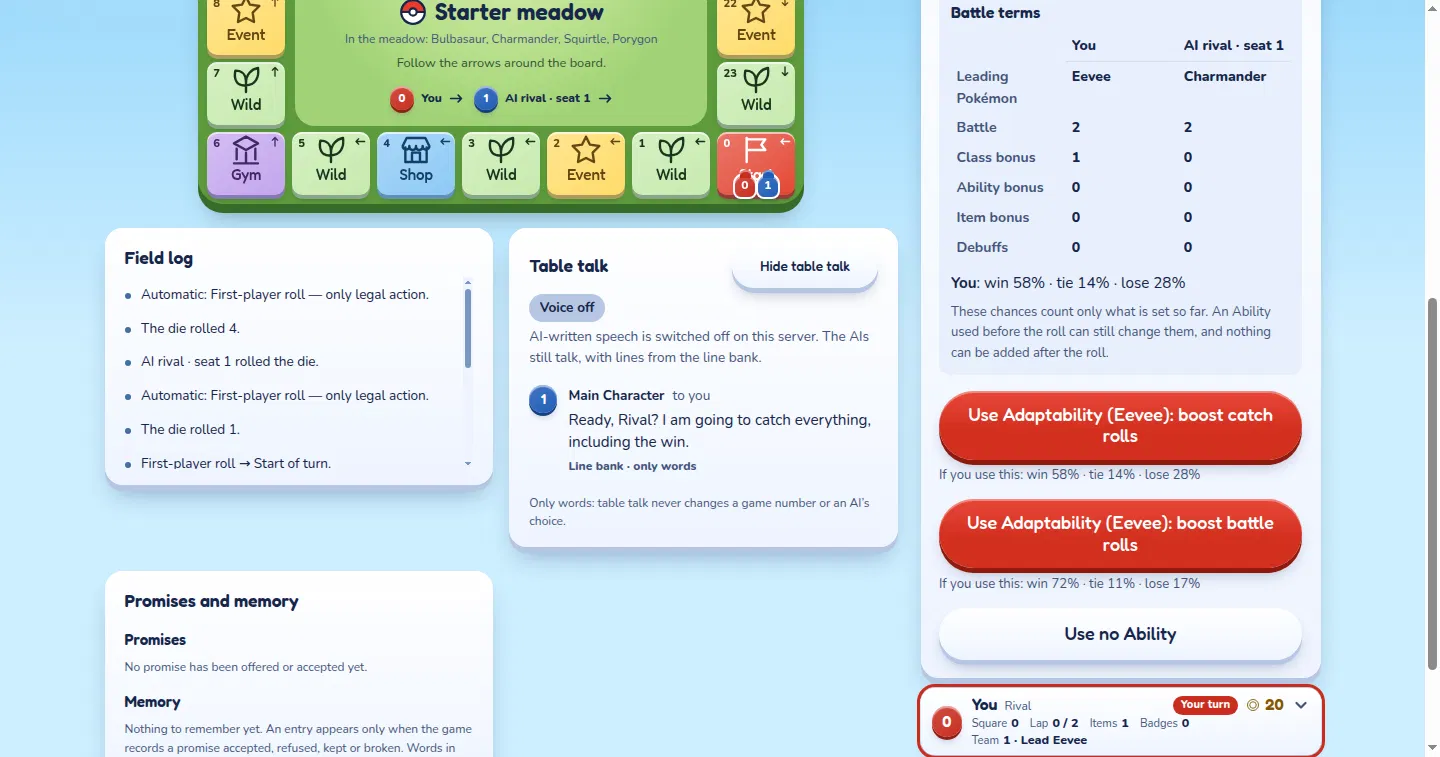 8
Event
Starter meadow
In the meadow: Bulbasaur, Charmander, Squirtle, Porygon
Follow the arrows around the board.
0 You → 1 AI rival · seat 1 →
22
Event
7 ↑
Wild
23 ↓
Wild
6 ↑
Gym
5 ←
Wild
4 ←
Shop
3 ←
Wild
2 ←
Event
1 ←
Wild
0 ←
0 1
Field log
Automatic: First-player roll — only legal action.
The die rolled 4.
AI rival · seat 1 rolled the die.
Automatic: First-player roll — only legal action.
The die rolled 1.
First-player roll → Start of turn.
Table talk
Hide table talk
Voice off
AI-written speech is switched off on this server. The AIs
still talk, with lines from the line bank.
1
Main Character to you
Ready, Rival? I am going to catch everything,
including the win.
Line bank · only words
Only words: table talk never changes a game number or an AI's
choice.
Promises and memory
Promises
No promise has been offered or accepted yet.
Memory
Nothing to remember yet. An entry appears only when the game
records a promise accepted, refused, kept or broken. Words in
Battle terms
You AI rival · seat 1
Leading Eevee Charmander
Pokémon
Battle 2 2
Class bonus 1 0
Ability bonus 0 0
Item bonus 0 0
Debuffs 0 0
You: win 58% · tie 14% · lose 28%
These chances count only what is set so far. An Ability
used before the roll can still change them, and nothing
can be added after the roll.
Use Adaptability (Eevee): boost catch
rolls
If you use this: win 58% · tie 14% · lose 28%
Use Adaptability (Eevee): boost battle
rolls
If you use this: win 72% · tie 11% · lose 17%
Use no Ability
0
You Rival Your turn 20
Square 0 Lap 0 / 2 Items 1 Badges 0
Team 1 · Lead Eevee